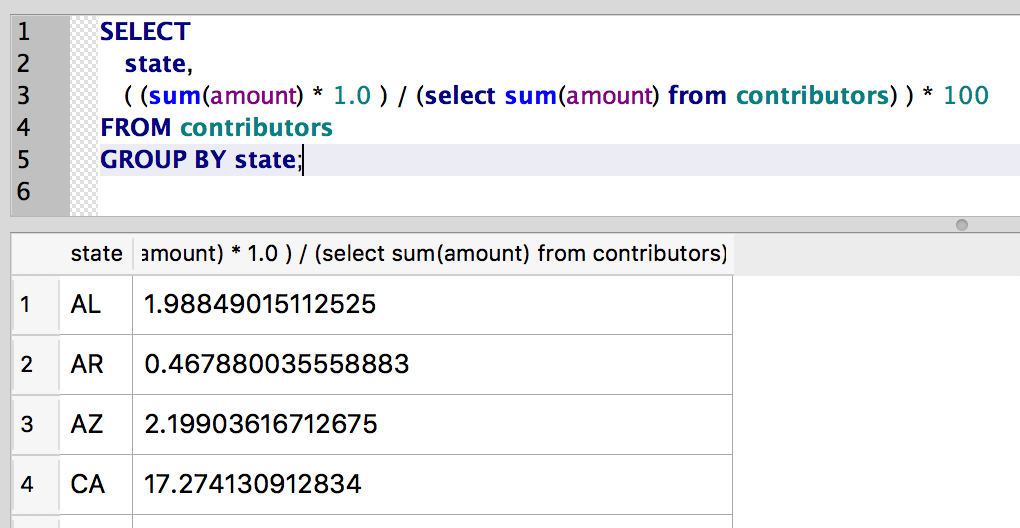 1 SELECT
2 state,
3 ( (sum(amount) * 1.0 ) / (select sum(amount) from contributors) ) * 100
4 FROM contributors
5 GROUP BY state;
6
state amount) * 1.0 ) / (select sum(amount) from contributors)
1 AL 1.98849015112525
2 AR 0.467880035558883
3 AZ 2.19903616712675
4 CA 17.274130912834